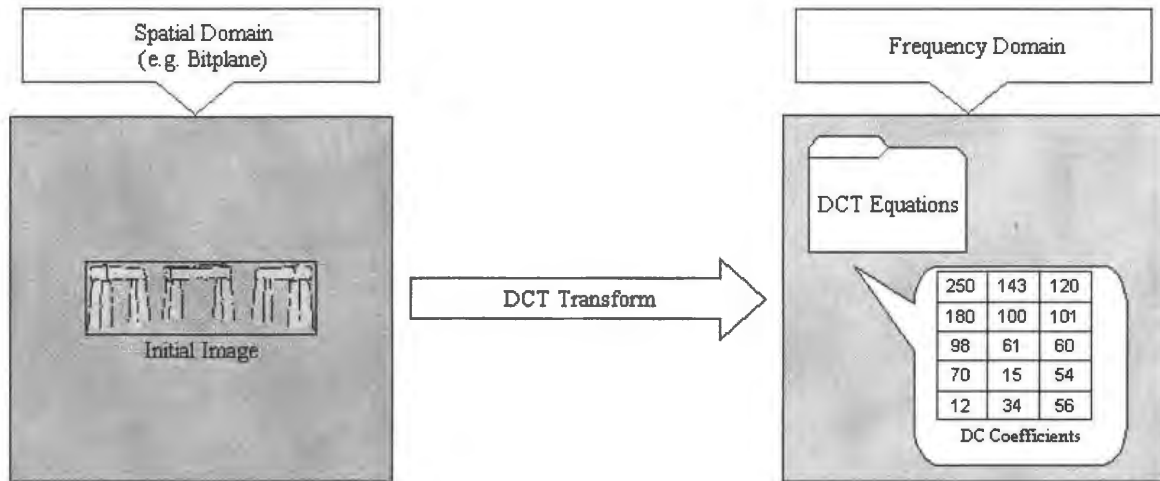 Spatial Domain
(e.g. Bitplane)
Frequency Domain
Initial Image
DCT Transform
DCT Equations
250 143 120
180 100 101
98 61 60
70 15 54
12 34 56
DC Coefficients